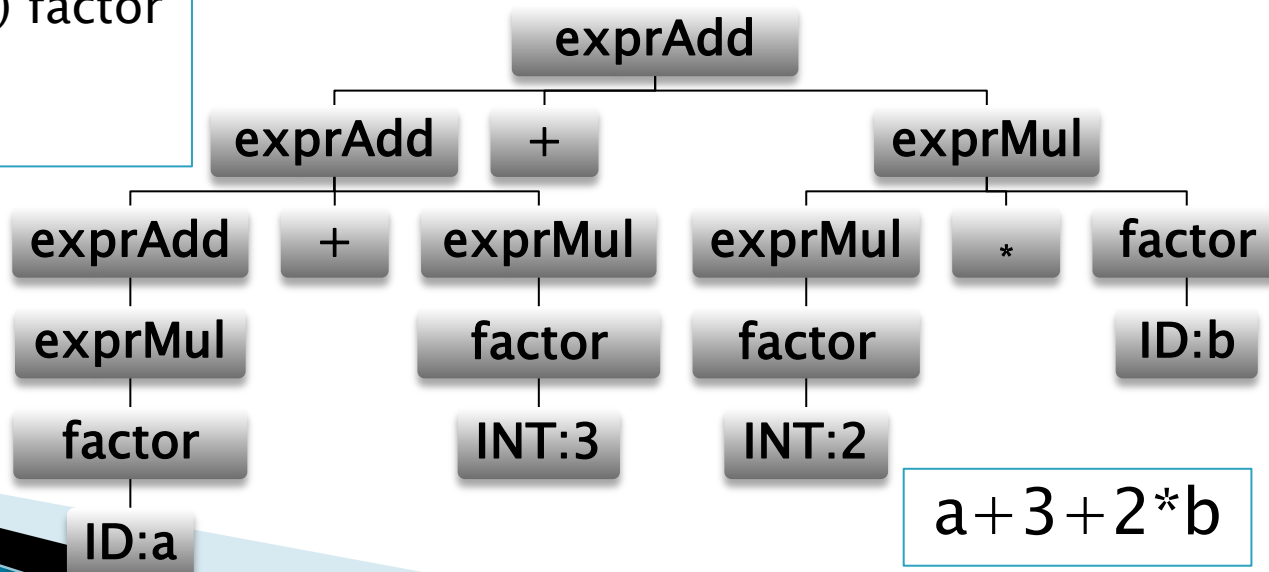 ) factor
exprAdd
exprAdd + exprMul
exprAdd + exprMul exprMul * factor
exprMul factor factor ID:b
factor INT:3 INT:2
a+3+2*b
ID:a